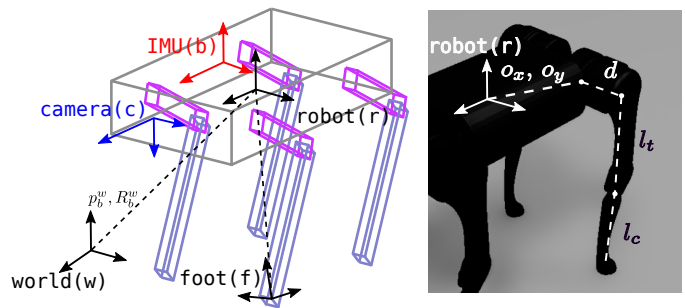 IMU(b)
camera(c)
robot(r)
p_b^w, R_b^w
world(w)
foot(f)
robot(r)
o_x, o_y
d
l_t
l_c